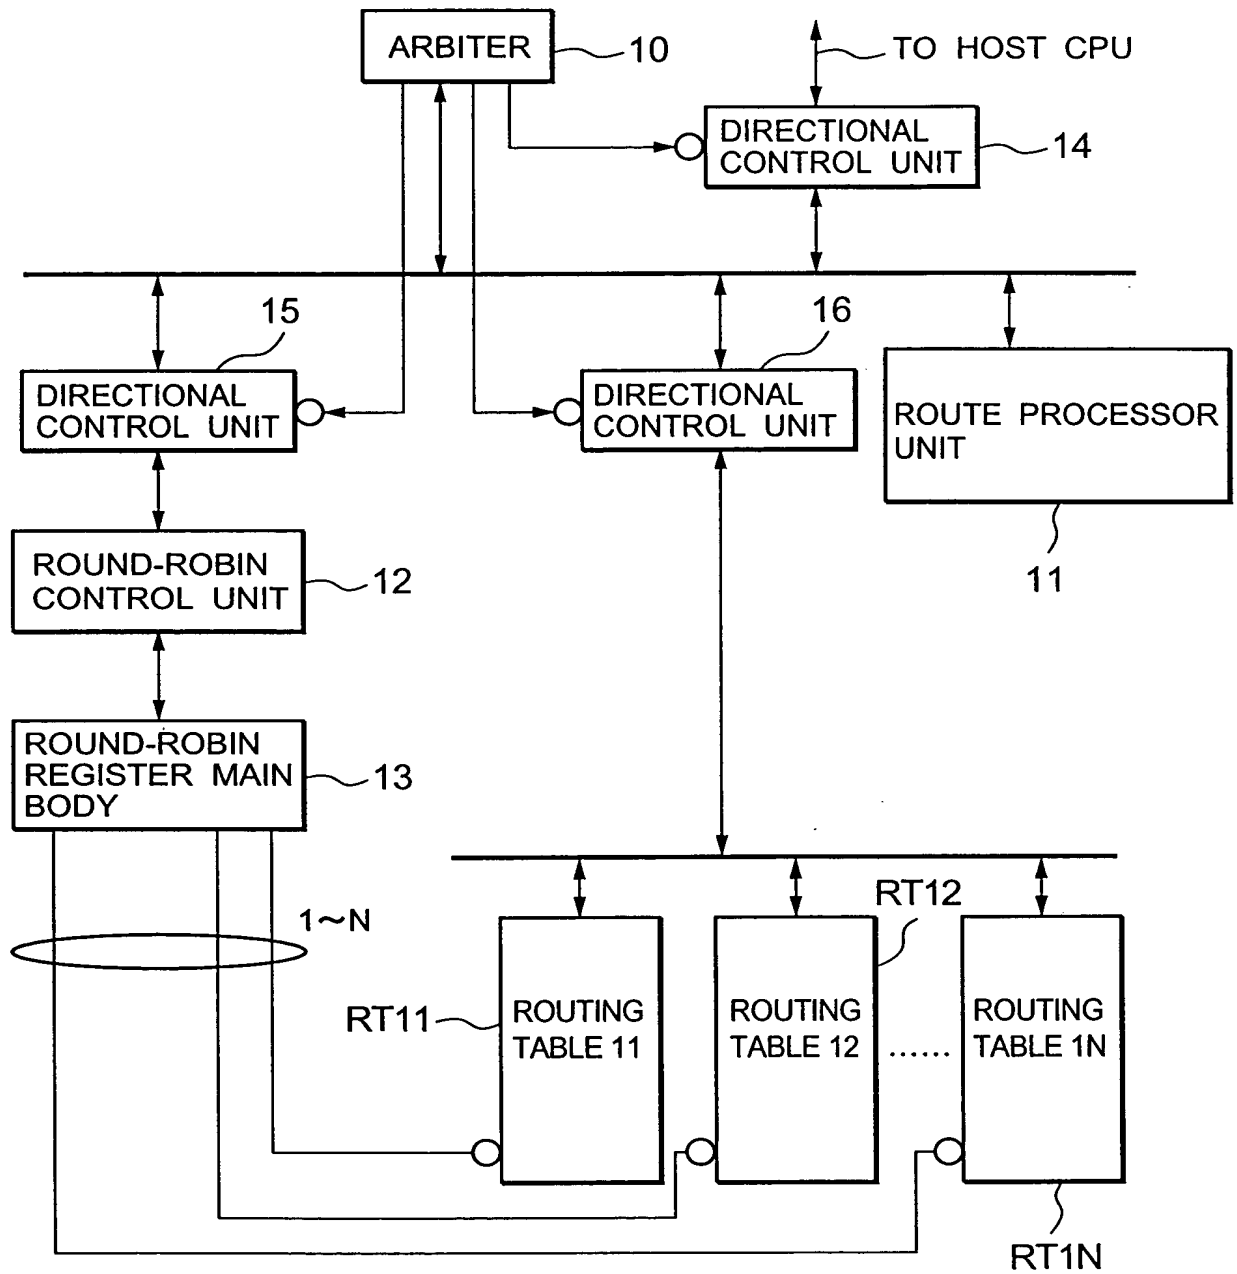 ARBITER
10
TO HOST CPU
DIRECTIONAL
CONTROL UNIT
14
15
16
DIRECTIONAL
CONTROL UNIT
DIRECTIONAL
CONTROL UNIT
ROUTE PROCESSOR
UNIT
11
ROUND-ROBIN
CONTROL UNIT
12
ROUND-ROBIN
REGISTER MAIN
BODY
13
1~N
RT12
RT11
ROUTING
TABLE 11
ROUTING
TABLE 12
......
ROUTING
TABLE 1N
RT1N